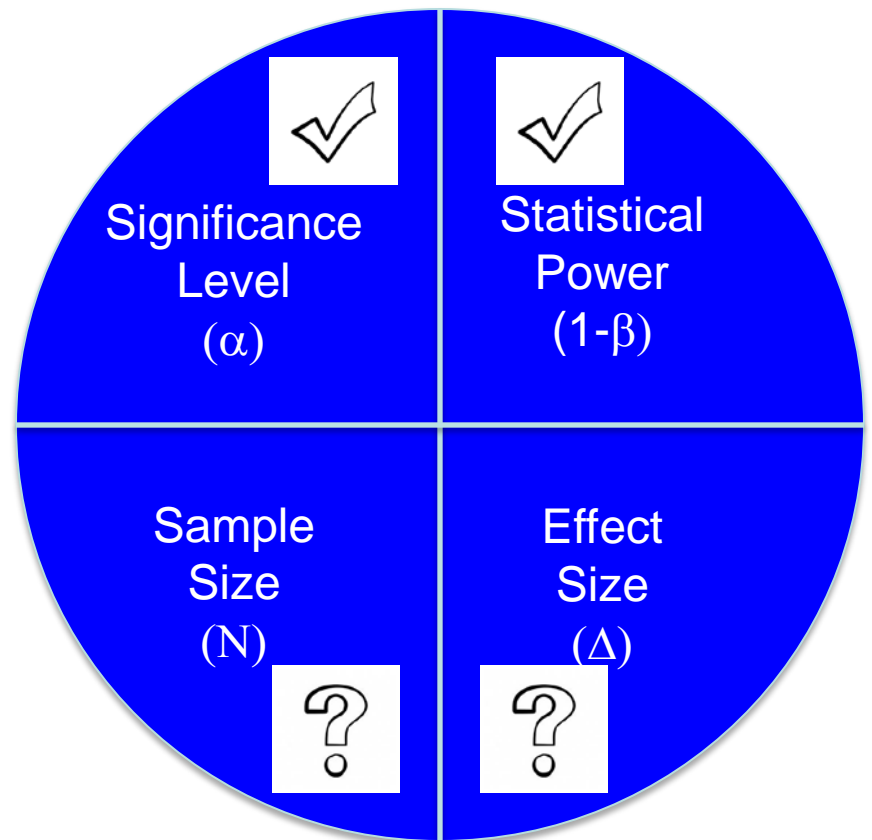 Significance
Level
(α)
Statistical
Power
(1-β)
Sample
Size
(N)
?
Effect
Size
(Δ)
?